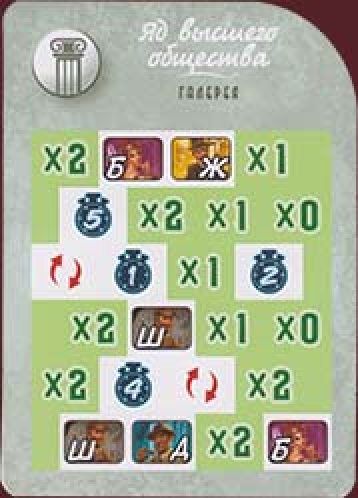 Яд высшего
общества
ГАЛЕРЕЯ
X2 Б Ж X1
5 X2 X1 X0
1 X1 2
X2 Ш X1 X0
X2 4 X2
Ш Д X2 Б